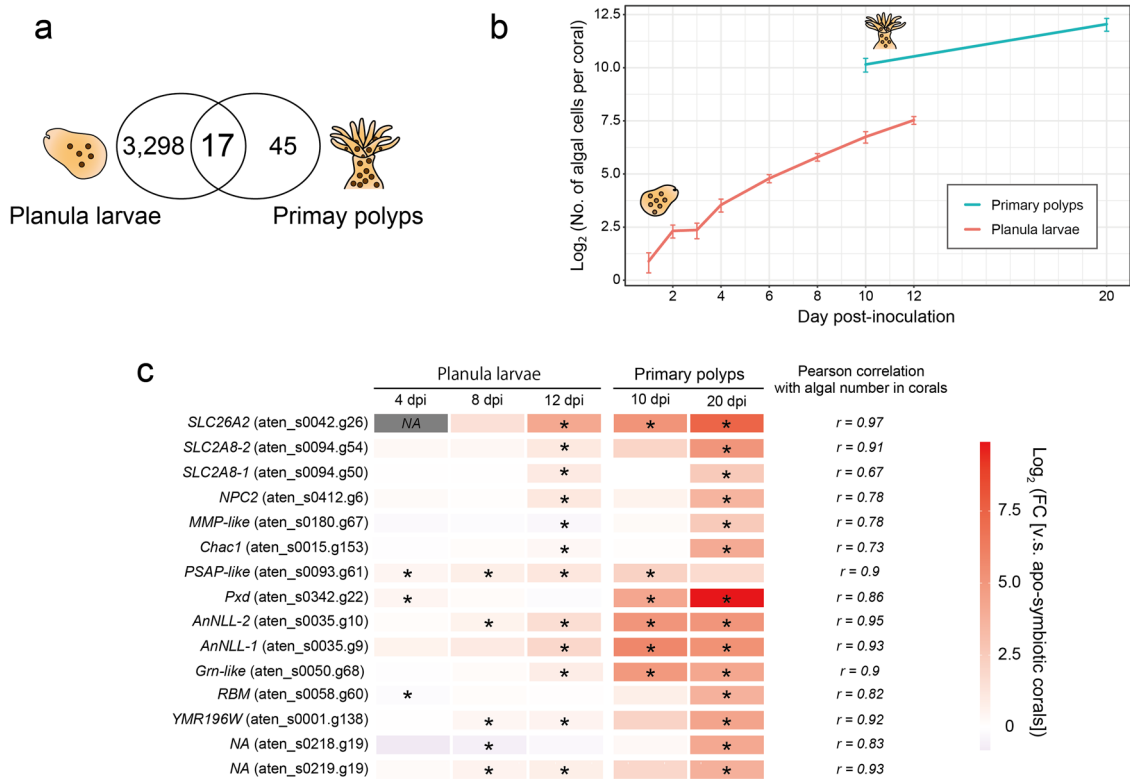 a
3,298 17 45
Planula larvae Primay polyps
b
Log2 (No. of algal cells per coral)
12.5
10.0
7.5
5.0
2.5
0
Primary polyps
Planula larvae
2 4 6 8 10 12 20
Day post-inoculation
c
Planula larvae Primary polyps Pearson correlation
with algal number in corals
4 dpi 8 dpi 12 dpi 10 dpi 20 dpi
SLC26A2 (aten_s0042.g26) NA * * * r = 0.97
SLC2A8-2 (aten_s0094.g54) * * r = 0.91
SLC2A8-1 (aten_s0094.g50) * * r = 0.67
NPC2 (aten_s0412.g6) * * r = 0.78
MMP-like (aten_s0180.g67) * * r = 0.78
Chac1 (aten_s0015.g153) * * r = 0.73
PSAP-like (aten_s0093.g61) * * * * r = 0.9
Pxd (aten_s0342.g22) * * * r = 0.86
AnNLL-2 (aten_s0035.g10) * * * * r = 0.95
AnNLL-1 (aten_s0035.g9) * * * r = 0.93
Grn-like (aten_s0050.g68) * * * r = 0.9
RBM (aten_s0058.g60) * * r = 0.82
YMR196W (aten_s0001.g138) * * * r = 0.92
NA (aten_s0218.g19) * * r = 0.83
NA (aten_s0219.g19) * * * r = 0.93
7.5
5.0
2.5
0
Log2 (FC [v.s. apo-symbiotic corals])